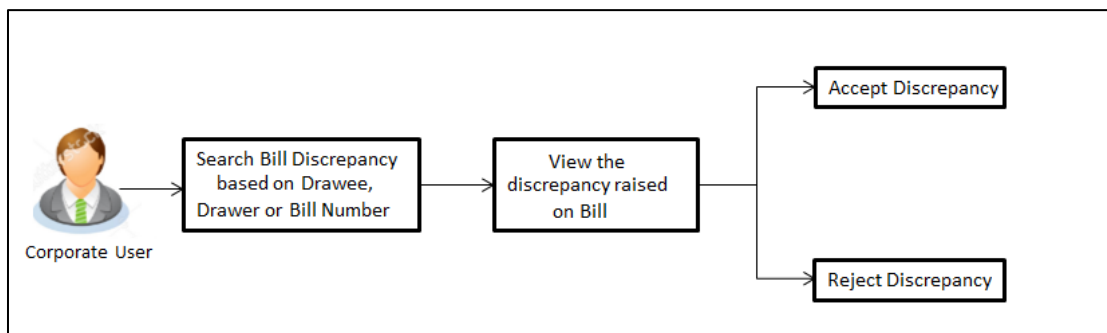 Accept Discrepancy
Search Bill Discrepancy
based on Drawee,
Drawer or Bill Number
View the
discrepancy raised
on Bill
Corporate User
Reject Discrepancy